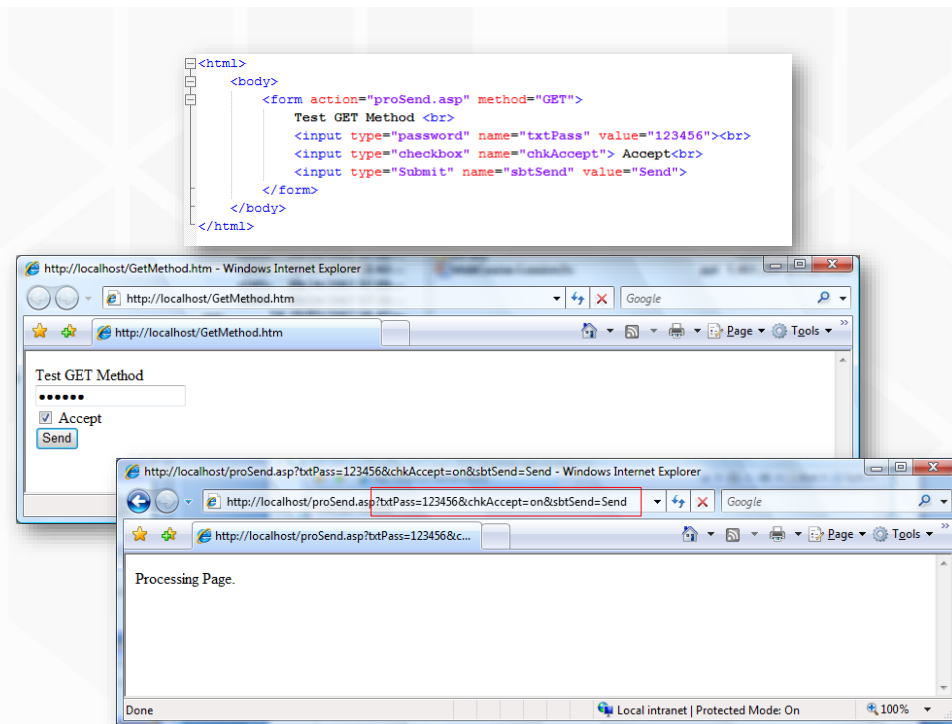 <html>
<body>
<form action="proSend.asp" method="GET">
Test GET Method <br>
<input type="password" name="txtPass" value="123456"><br>
<input type="checkbox" name="chkAccept"> Accept<br>
<input type="Submit" name="sbtSend" value="Send">
</form>
</body>
</html>
http://localhost/GetMethod.htm - Windows Internet Explorer
http://localhost/GetMethod.htm
Google
http://localhost/GetMethod.htm
Page
Tools
Test GET Method
••••••
Accept
Send
http://localhost/proSend.asp?txtPass=123456&chkAccept=on&sbtSend=Send - Windows Internet Explorer
http://localhost/proSend.asp?txtPass=123456&chkAccept=on&sbtSend=Send
Google
http://localhost/proSend.asp?txtPass=123456&c...
Page
Tools
Processing Page.
Done
Local intranet | Protected Mode: On
100%